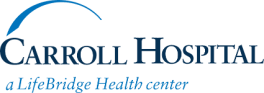 CARROLL HOSPITAL
a LifeBridge Health center